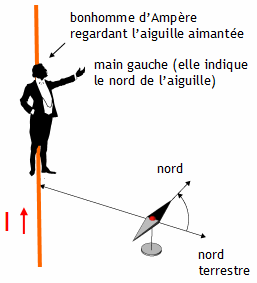 bonhomme d’Ampère
regardant l’aiguille aimantée
main gauche (elle indique
le nord de l’aiguille)
nord
I
nord
terrestre